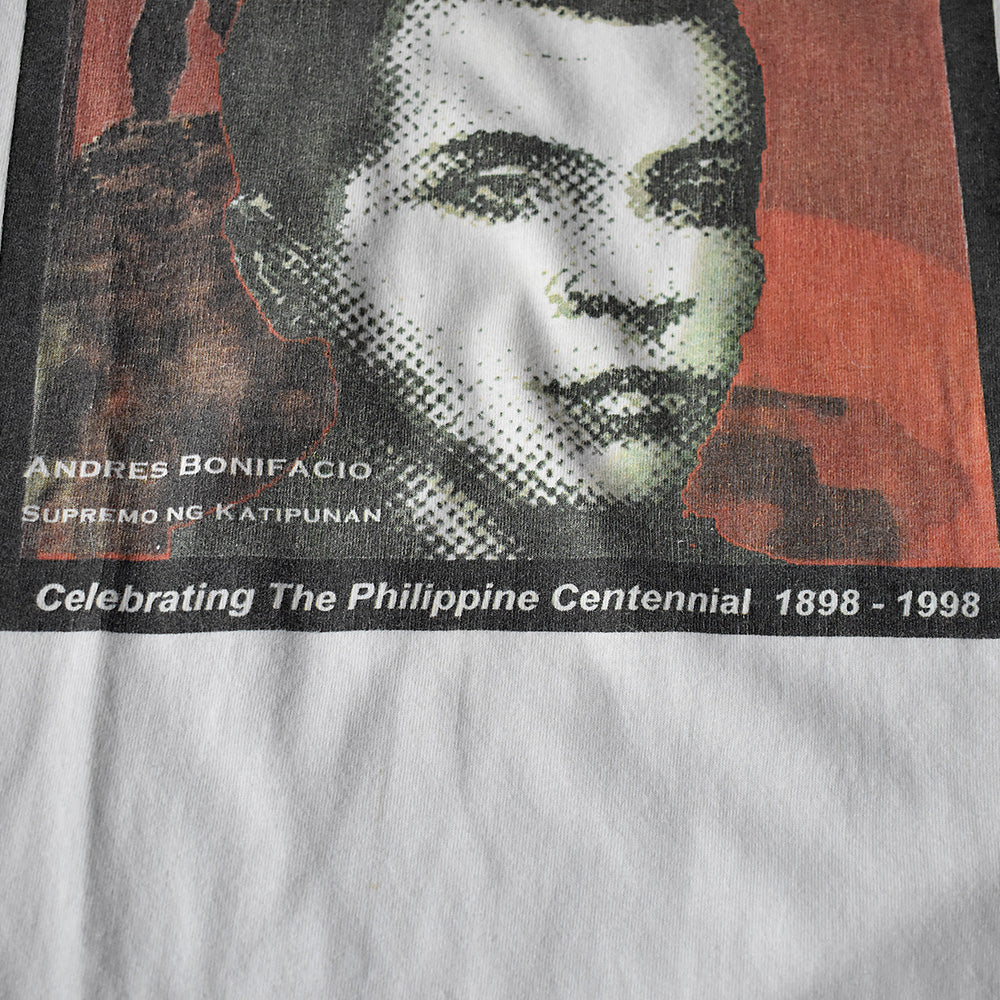 ANDRES BONIFACIO
SUPREMO NG KATIPUNAN
Celebrating The Philippine Centennial 1898 - 1998